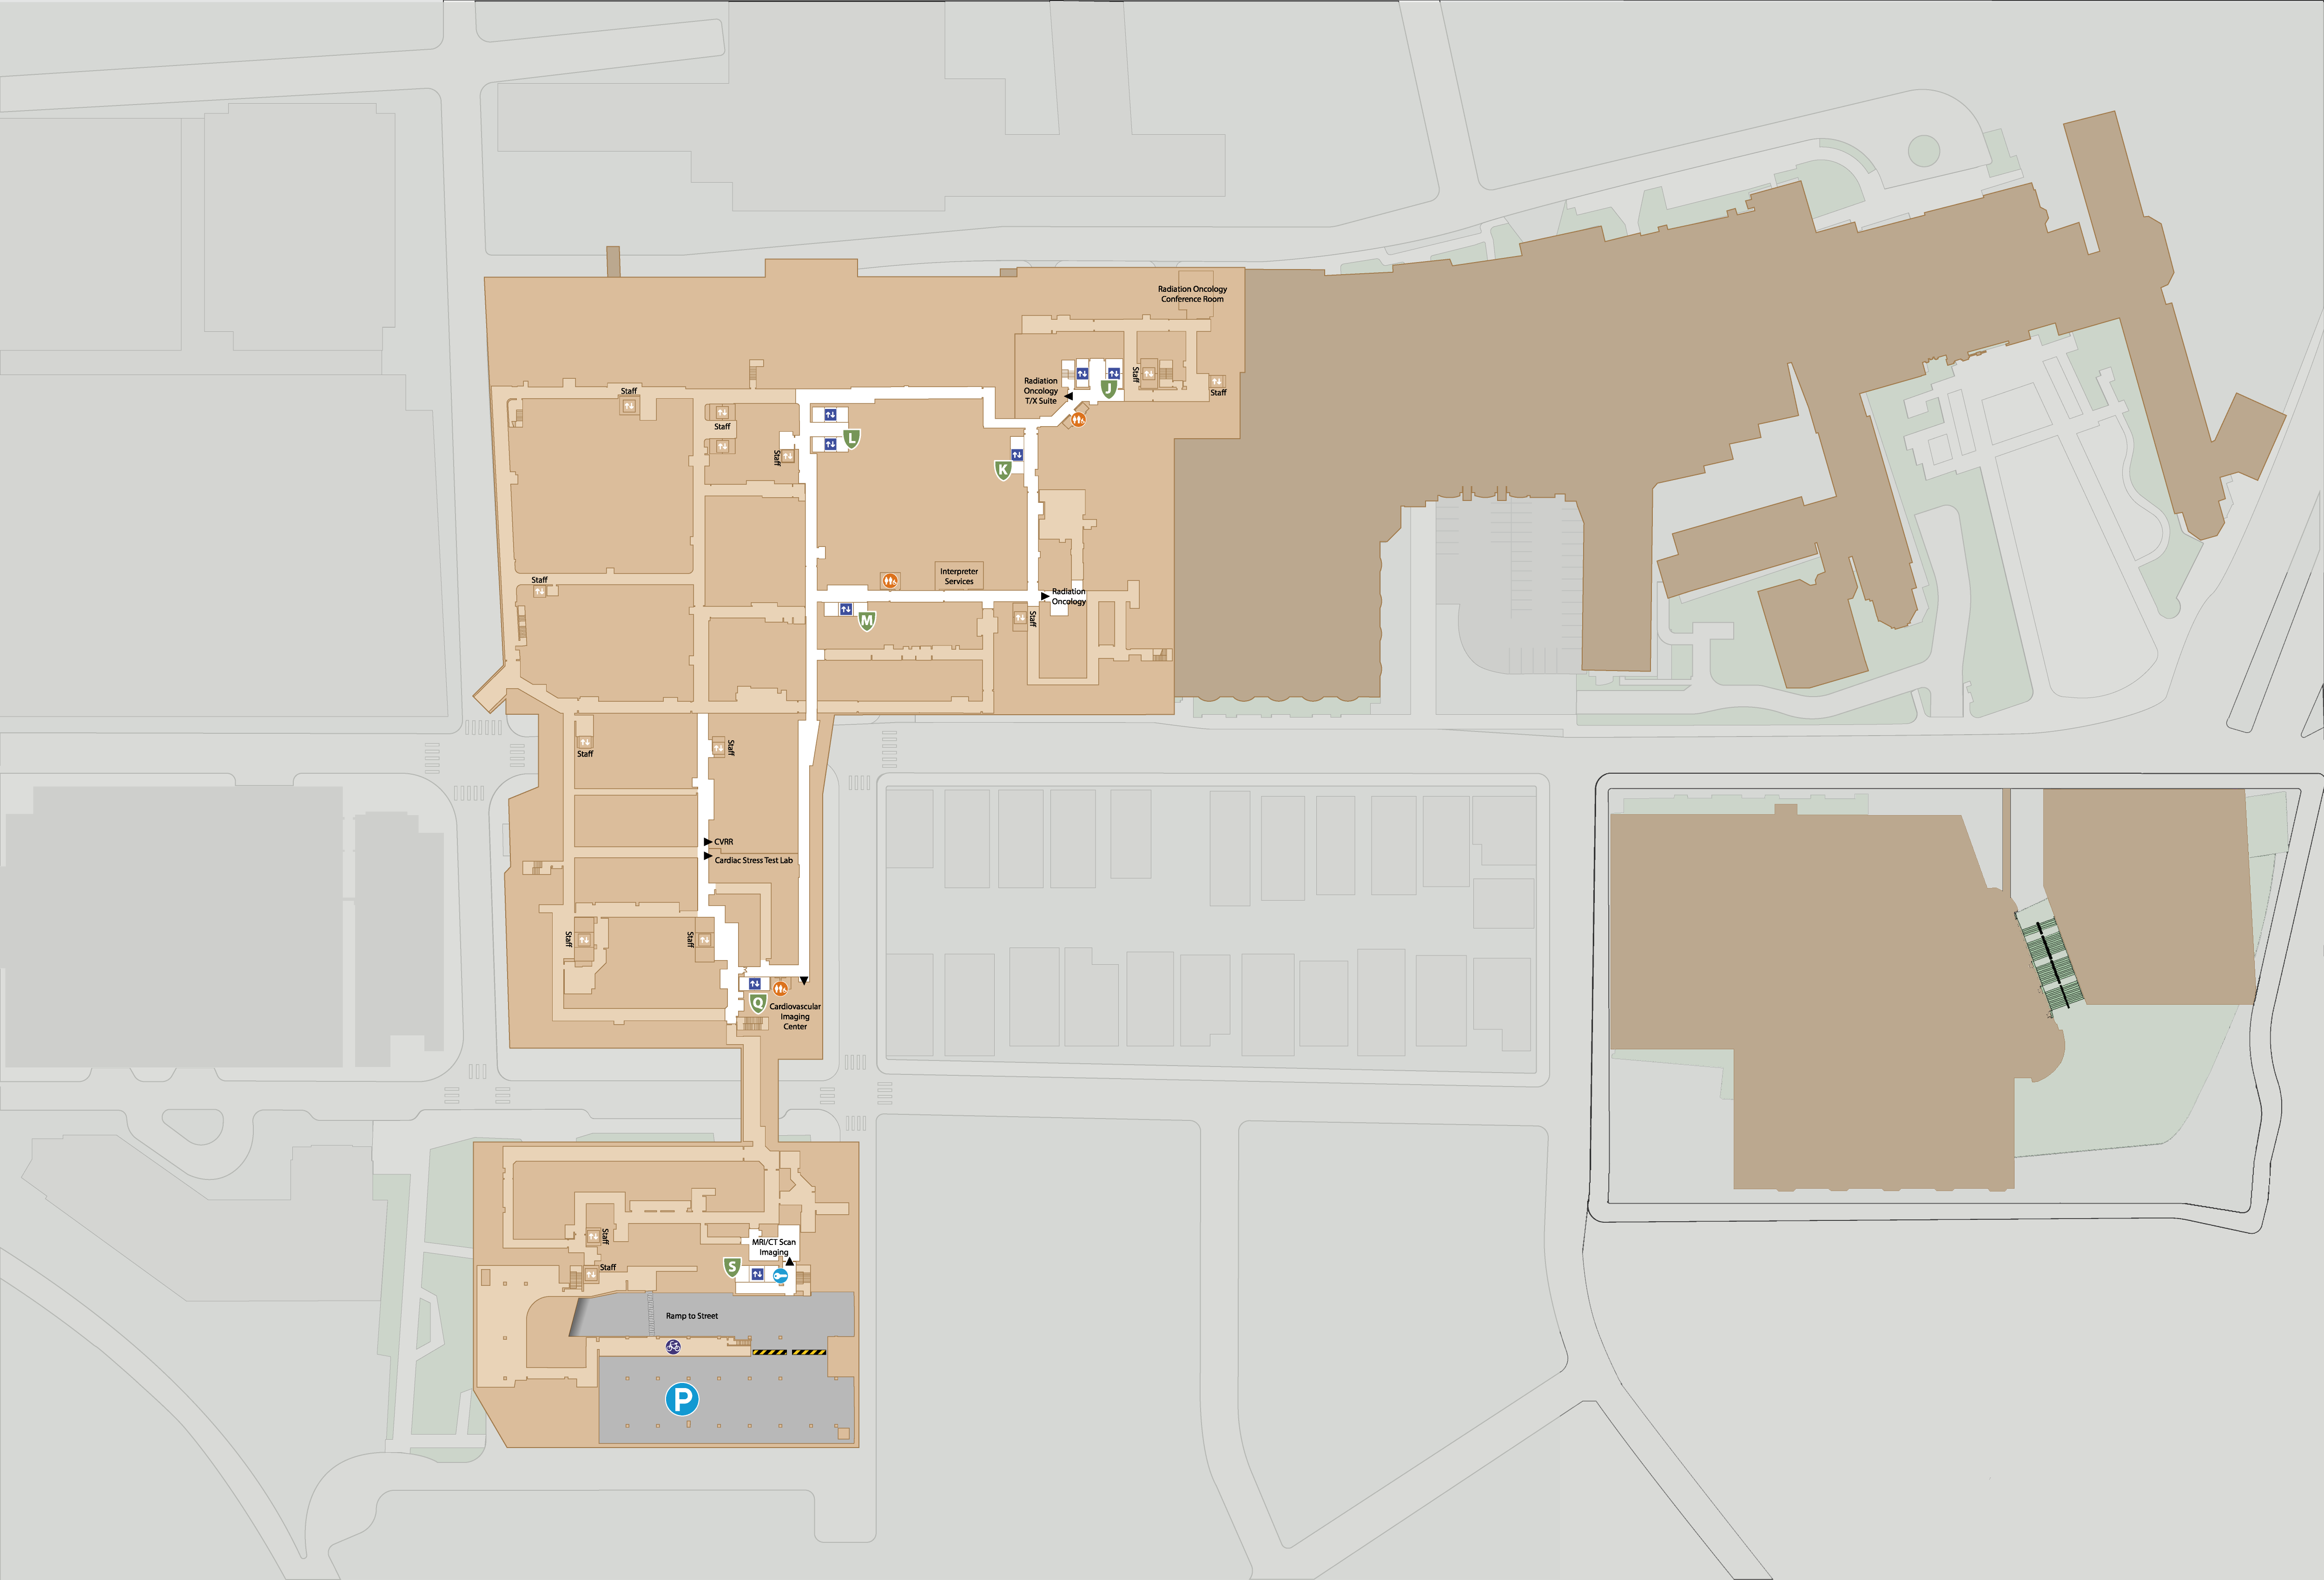 Radiation Oncology
Conference Room
J
Staff
Staff
Radiation
Oncology
T/X Suite
Staff
Staff
L
Staff
K
Staff
Interpreter
Services
Radiation
Oncology
M
Staff
Staff
Staff
CVRR
Cardiac Stress Test Lab
Staff
Staff
Q
Cardiovascular
Imaging
Center
Staff
MRI/CT Scan
Imaging
S
Staff
Ramp to Street
P